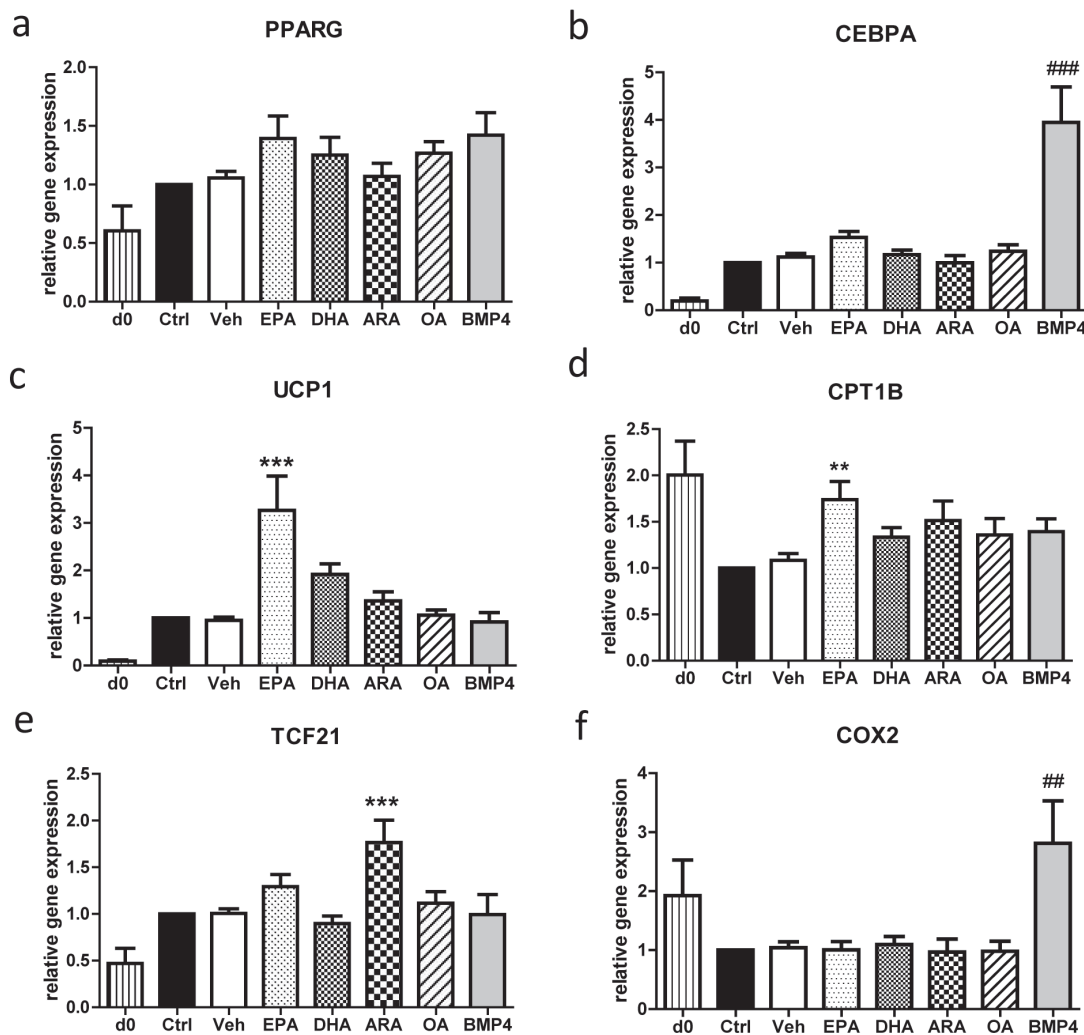 a
PPARG
relative gene expression
2.0
1.5
1.0
0.5
0.0
d0 Ctrl Veh EPA DHA ARA OA BMP4
b
CEBPA
relative gene expression
###
5
4
3
2
1
0
d0 Ctrl Veh EPA DHA ARA OA BMP4
c
UCP1
relative gene expression
5
4
3
2
1
0
***
d0 Ctrl Veh EPA DHA ARA OA BMP4
d
CPT1B
relative gene expression
2.5
2.0
1.5
1.0
0.5
0.0
**
d0 Ctrl Veh EPA DHA ARA OA BMP4
e
TCF21
relative gene expression
2.5
2.0
1.5
1.0
0.5
0.0
***
d0 Ctrl Veh EPA DHA ARA OA BMP4
f
COX2
relative gene expression
4
3
2
1
0
##
d0 Ctrl Veh EPA DHA ARA OA BMP4